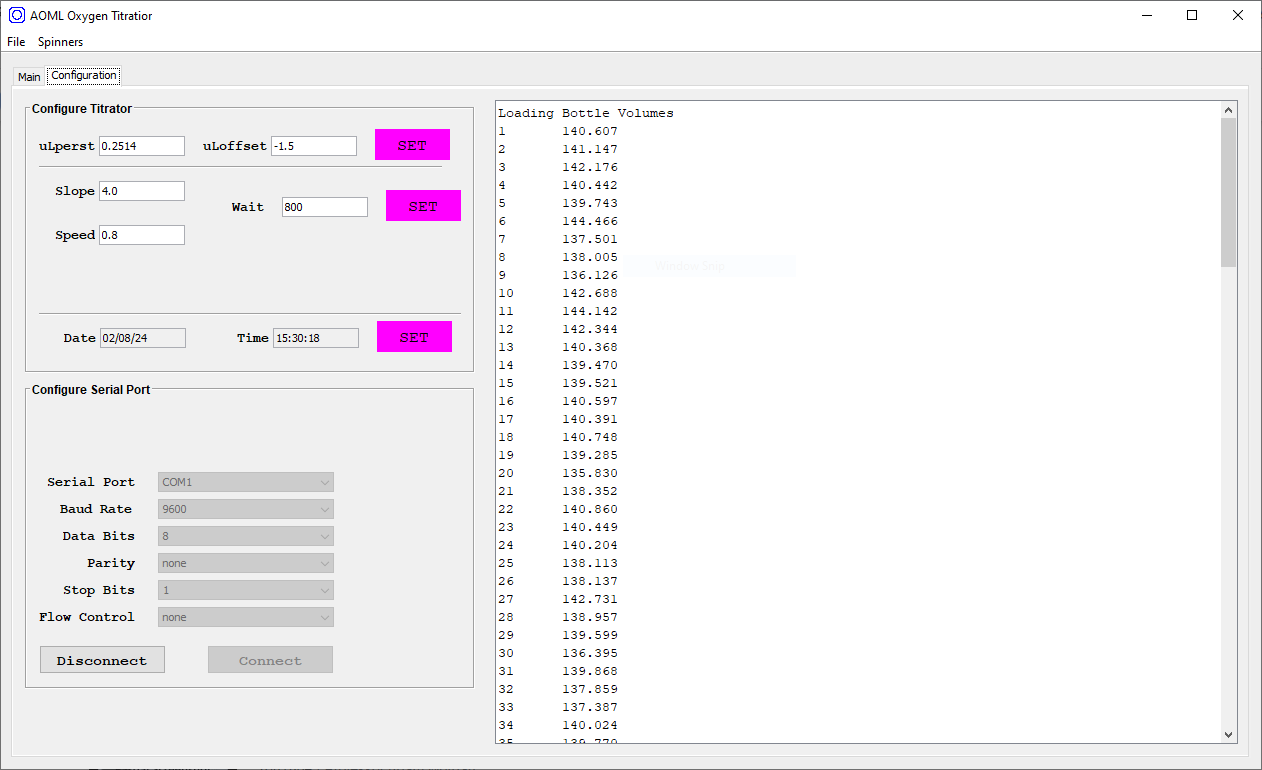 AOML Oxygen Titratior
File Spinners
Main Configuration
Configure Titrator
uLperst 0.2514 uLoffset -1.5 SET
Slope 4.0
Wait 800 SET
Speed 0.8
Date 02/08/24 Time 15:30:18 SET
Configure Serial Port
Serial Port COM1
Baud Rate 9600
Data Bits 8
Parity none
Stop Bits 1
Flow Control none
Disconnect Connect
Loading Bottle Volumes
1 140.607
2 141.147
3 142.176
4 140.442
5 139.743
6 144.466
7 137.501
8 138.005
Window Snip
9 136.126
10 142.688
11 144.142
12 142.344
13 140.368
14 139.470
15 139.521
16 140.597
17 140.391
18 140.748
19 139.285
20 135.830
21 138.352
22 140.860
23 140.449
24 140.204
25 138.113
26 138.137
27 142.731
28 138.957
29 139.599
30 136.395
31 139.868
32 137.859
33 137.387
34 140.024